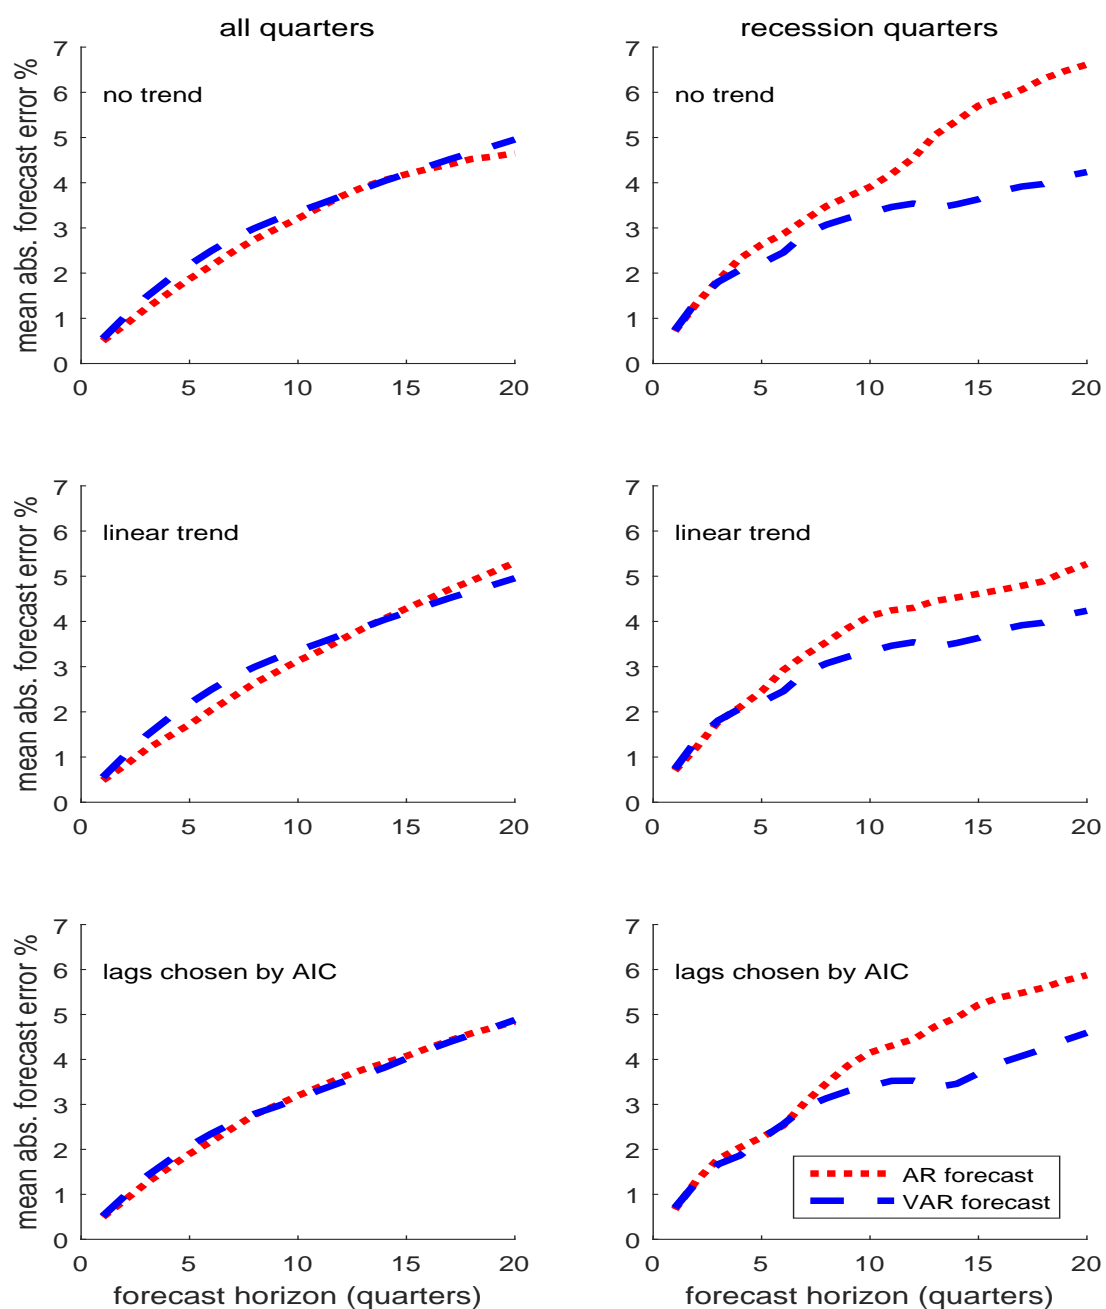 all quarters
recession quarters
mean abs. forecast error %
7
6
5
4
3
2
1
0
no trend
0 5 10 15 20
7
6
5
4
3
2
1
0
no trend
0 5 10 15 20
mean abs. forecast error %
7
6
5
4
3
2
1
0
linear trend
0 5 10 15 20
7
6
5
4
3
2
1
0
linear trend
0 5 10 15 20
mean abs. forecast error %
7
6
5
4
3
2
1
0
lags chosen by AIC
0 5 10 15 20
forecast horizon (quarters)
7
6
5
4
3
2
1
0
lags chosen by AIC
AR forecast
VAR forecast
0 5 10 15 20
forecast horizon (quarters)